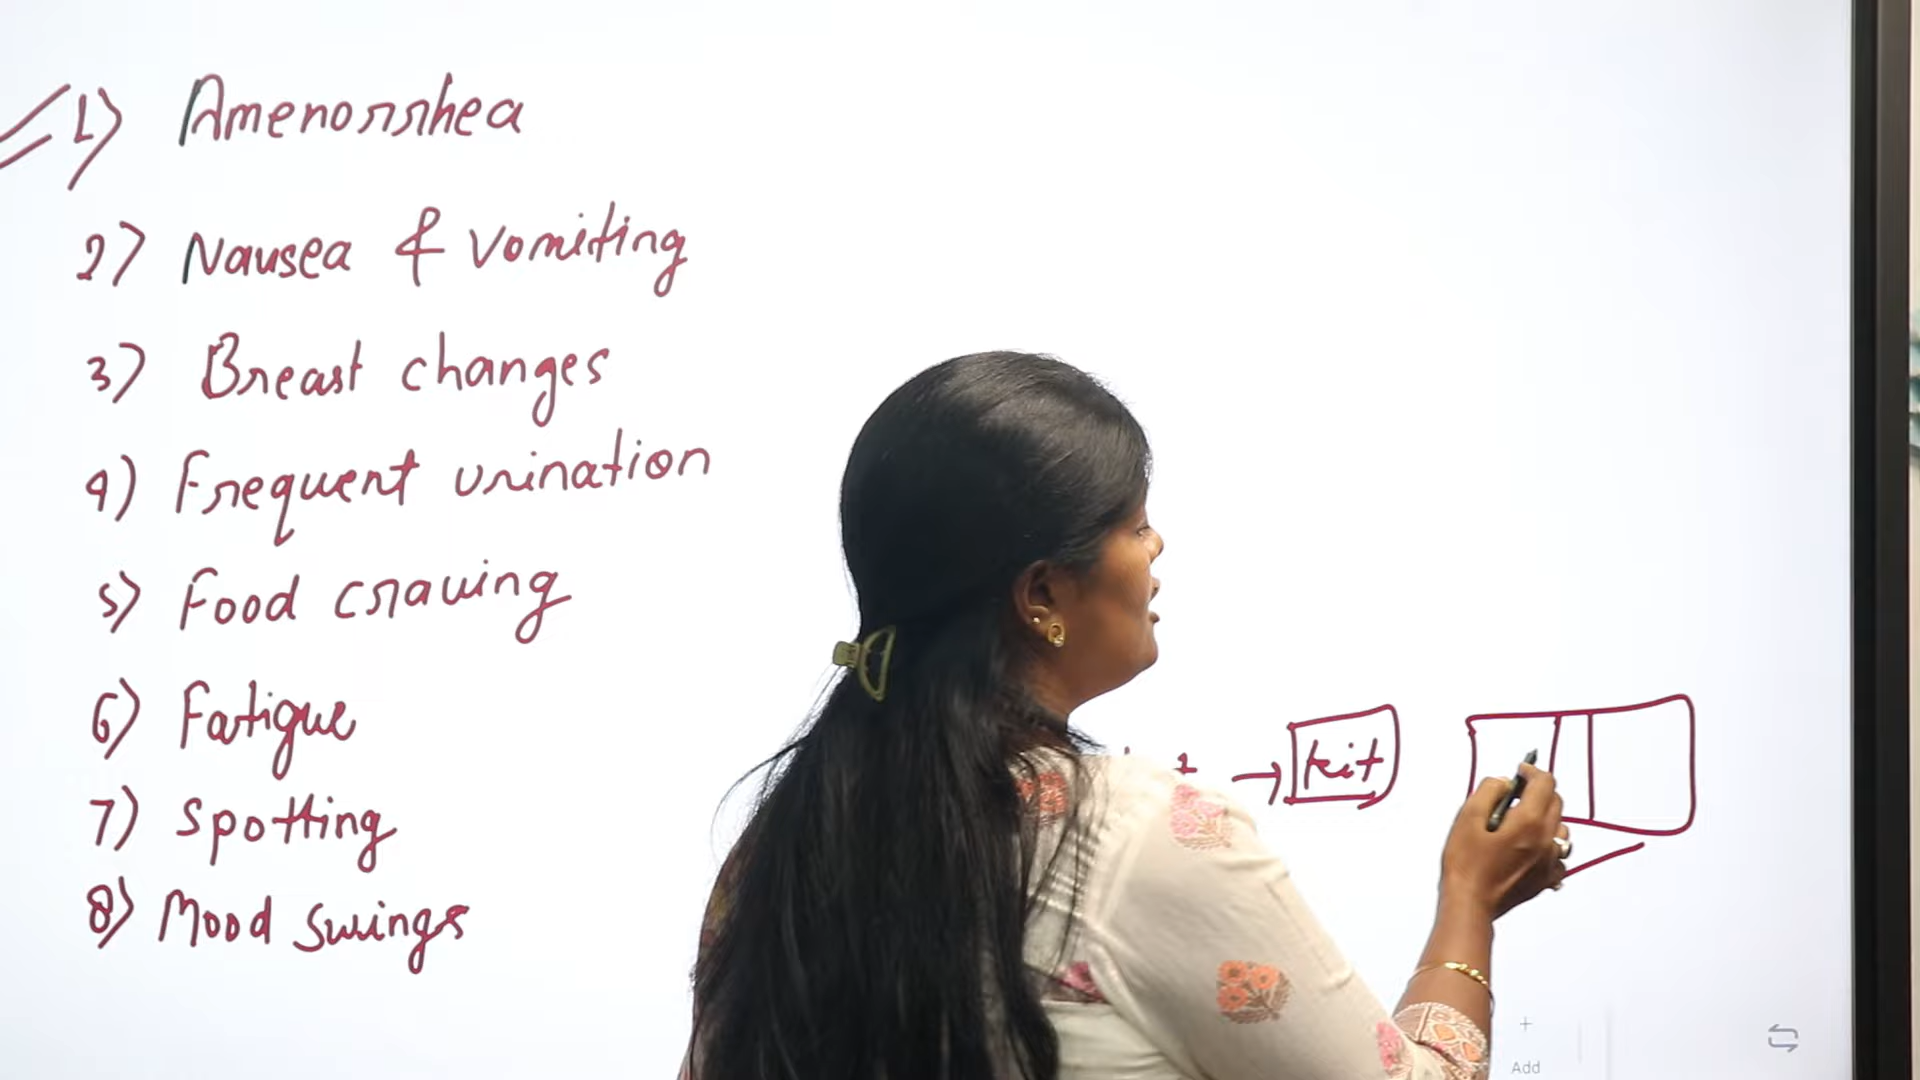 1) Amenorrhea
2) Nausea & vomiting
3) Breast changes
4) Frequent urination
5) Food craving
6) Fatigue
7) Spotting
8) Mood swings
→ kit
+
Add